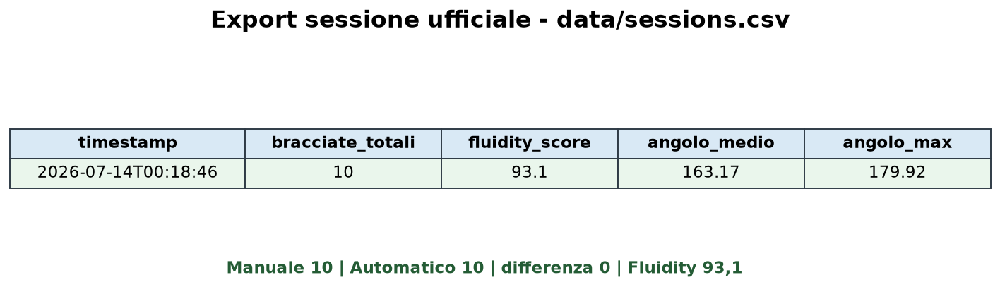 Export sessione ufficiale - data/sessions.csv
timestamp bracciate_totali fluidity_score angolo_medio angolo_max
2026-07-14T00:18:46 10 93.1 163.17 179.92
Manuale 10 | Automatico 10 | differenza 0 | Fluidity 93,1